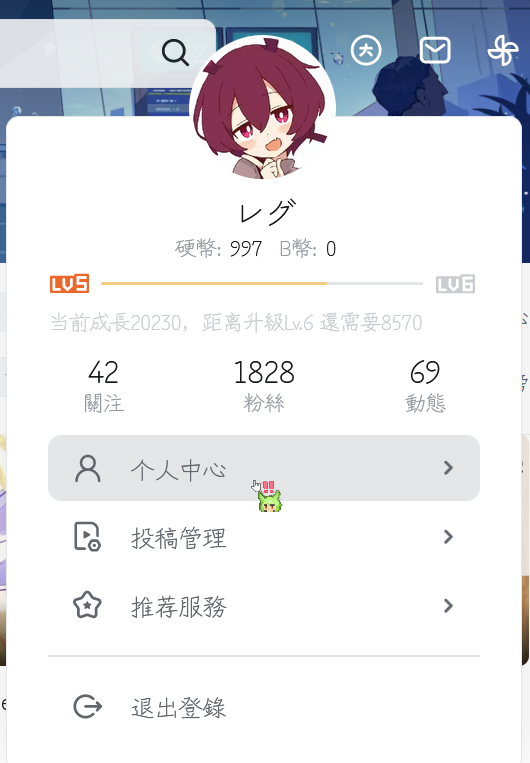 大
レグ
硬幣: 997 B幣: 0
LV5 LV6
当前成長20230，距离升級Lv.6 還需要8570
42 1828 69
關注 粉絲 動態
个人中心
投稿管理
推荐服務
退出登錄